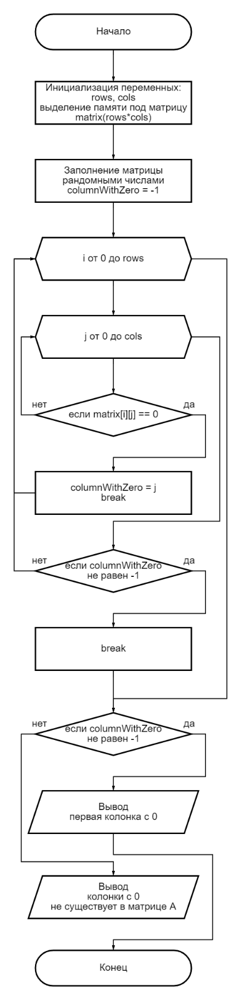 Начало
Инициализация переменных:
rows, cols
выделение памяти под матрицу
matrix(rows*cols)
Заполнение матрицы
рандомными числами
columnWithZero = -1
i от 0 до rows
j от 0 до cols
нет
да
если matrix[i][j] == 0
columnWithZero = j
break
нет
да
если columnWithZero
не равен -1
break
нет
да
если columnWithZero
не равен -1
Вывод
первая колонка с 0
Вывод
колонки с 0
не существует в матрице А
Конец